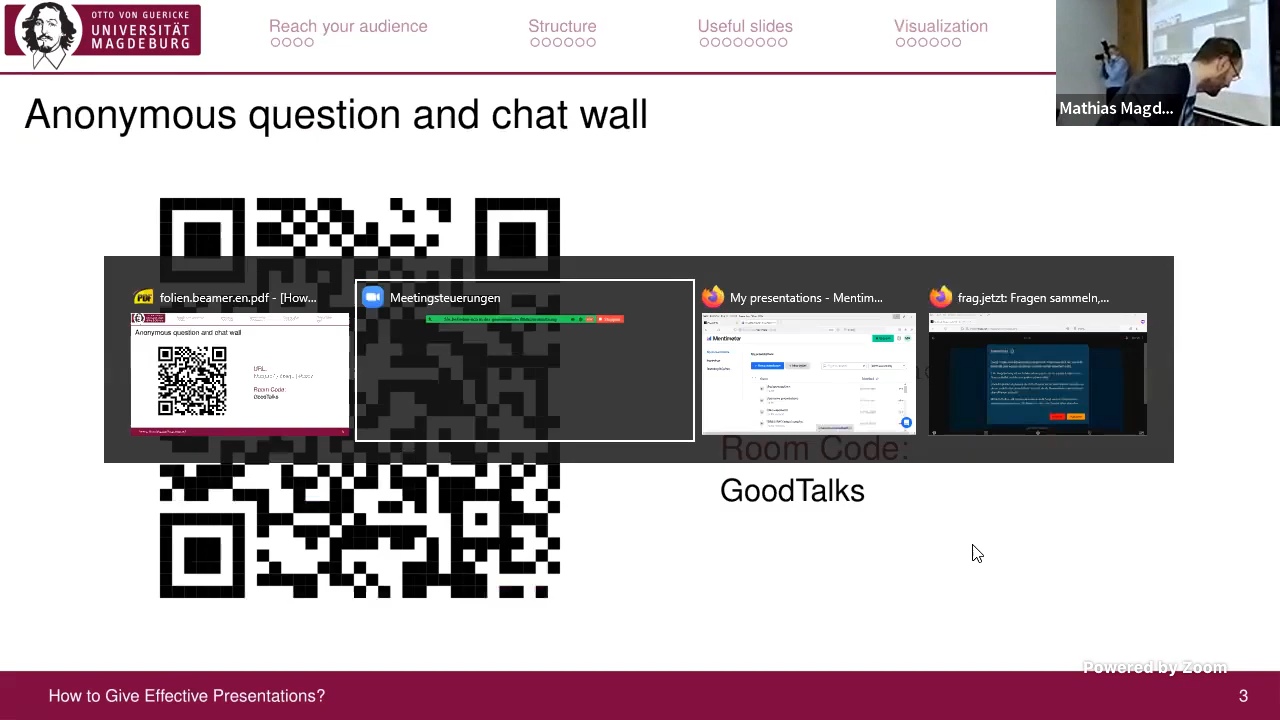 OTTO VON GUERICKE
UNIVERSITÄT
MAGDEBURG
Reach your audience
Structure
Useful slides
Visualization
Mathias Magd...
Anonymous question and chat wall
folien.beamer.en.pdf - [How...
Meetingsteuerungen
My presentations - Mentim...
frag.jetzt: Fragen sammeln,...
Anonymous question and chat wall
URL:
Room Code:
GoodTalks
Mentimeter
Room Code:
GoodTalks
Powered by Zoom
How to Give Effective Presentations?
3